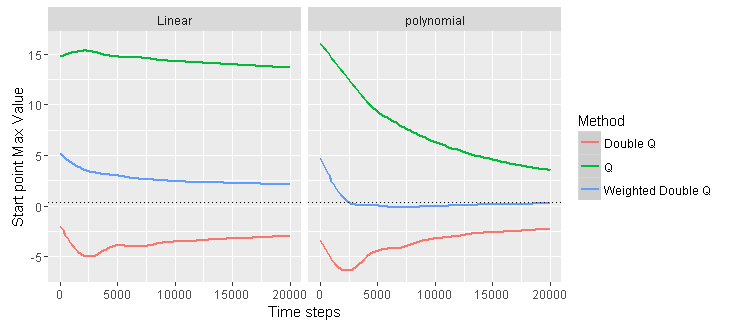 Linear
polynomial
Start point Max Value
15
10
5
0
-5
0
5000
10000
15000
20000
0
5000
10000
15000
20000
Time steps
Method
Double Q
Q
Weighted Double Q